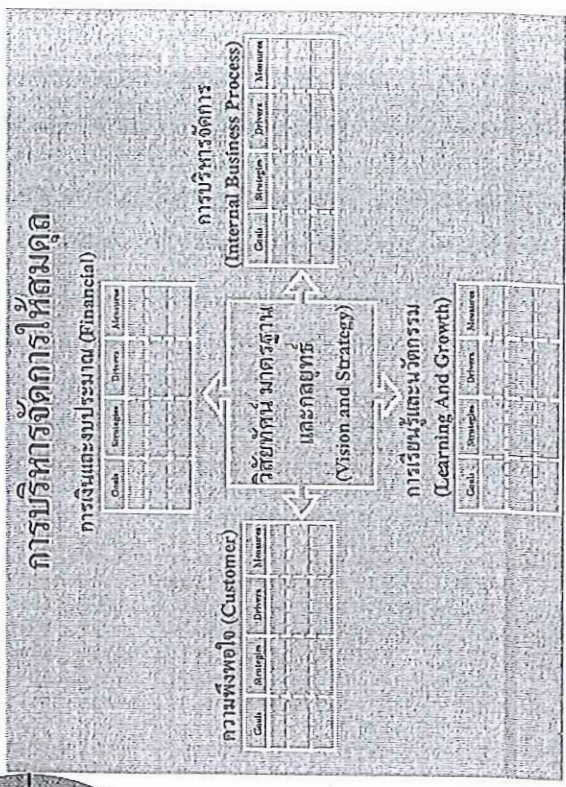 การบริหารจัดการให้สมดุล
การเงินและงบประมาณ (Financial)
Goals Strategies Drivers Measures
ความพึงพอใจ (Customer)
Goals Strategies Drivers Measures
วิสัยทัศน์ มาตรฐาน
และกลยุทธ์
(Vision and Strategy)
การบริหารจัดการ
(Internal Business Process)
Goals Strategies Drivers Measures
การเรียนรู้และนวัตกรรม
(Learning And Growth)
Goals Strategies Drivers Measures